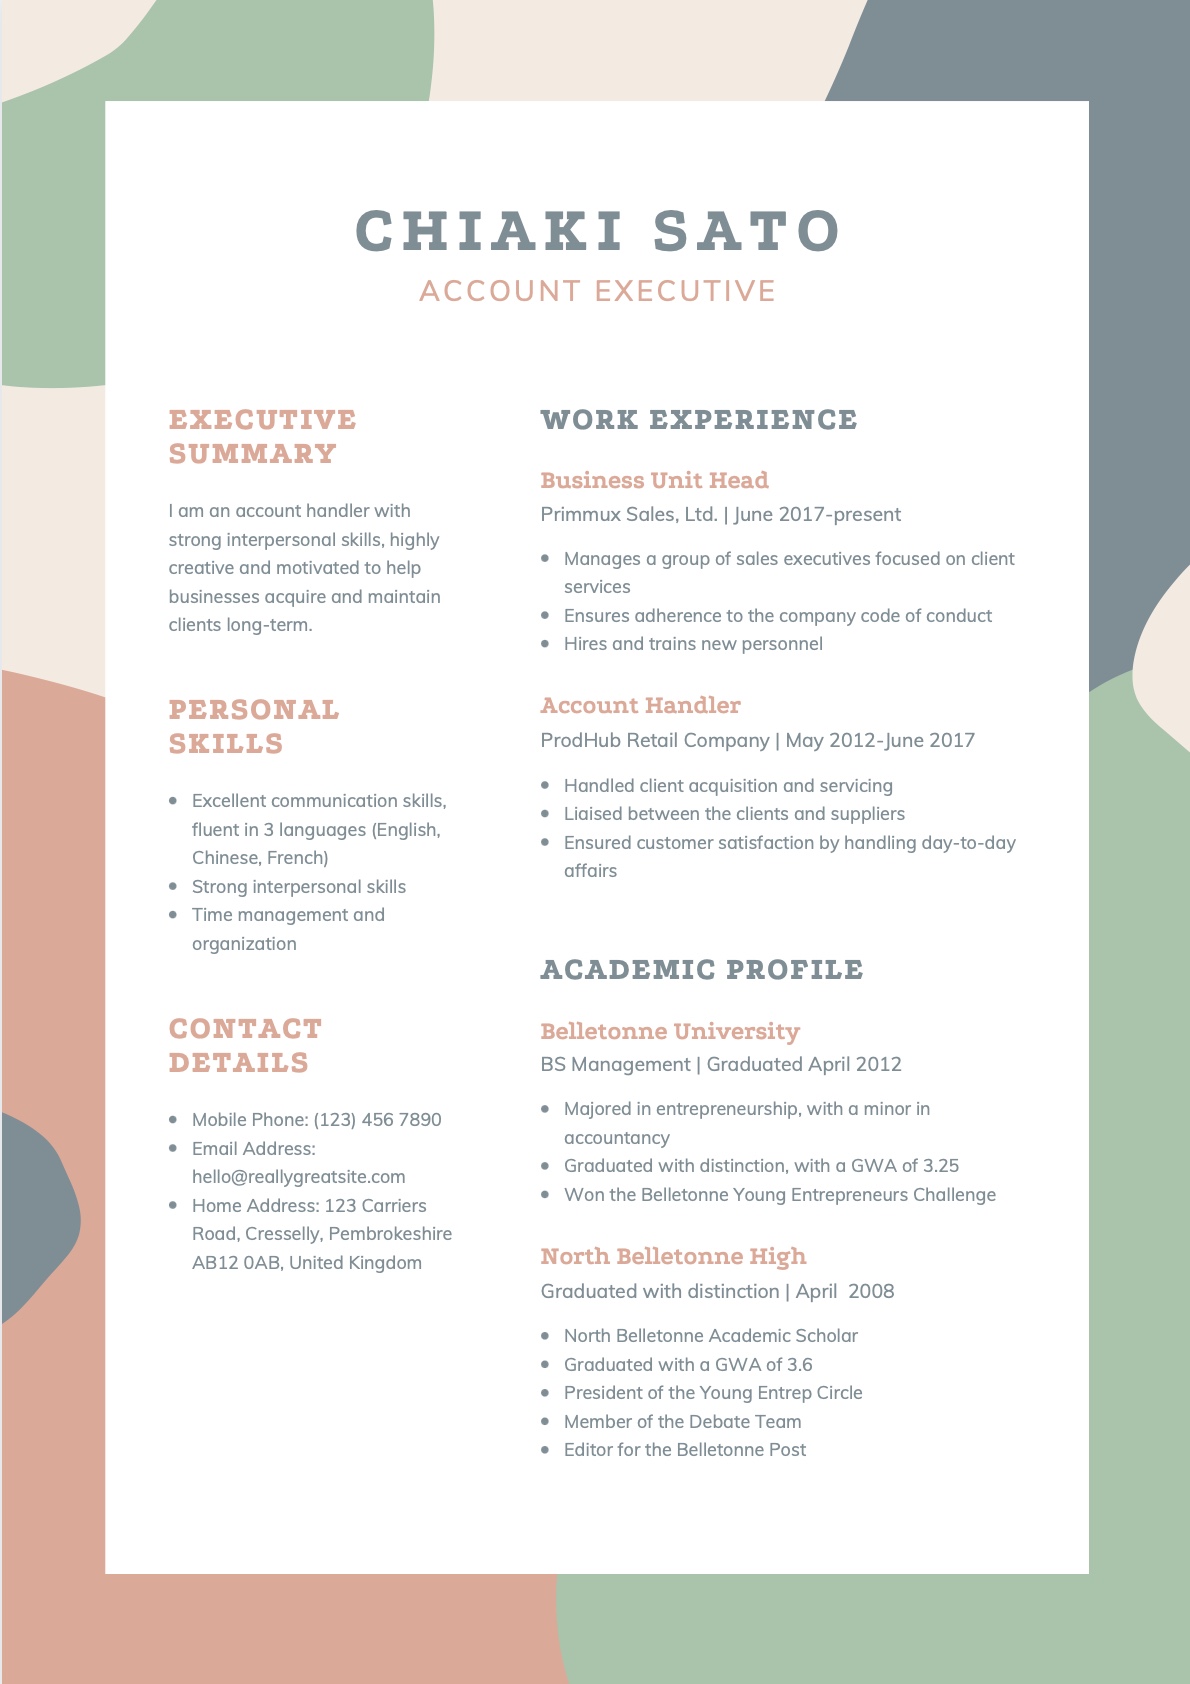 CHIAKI SATO
ACCOUNT EXECUTIVE
EXECUTIVE
SUMMARY
I am an account handler with
strong interpersonal skills, highly
creative and motivated to help
businesses acquire and maintain
clients long-term.
PERSONAL
SKILLS
• Excellent communication skills,
fluent in 3 languages (English,
Chinese, French)
• Strong interpersonal skills
• Time management and
organization
CONTACT
DETAILS
• Mobile Phone: (123) 456 7890
• Email Address:
hello@reallygreatsite.com
• Home Address: 123 Carriers
Road, Cresselly, Pembrokeshire
AB12 0AB, United Kingdom
WORK EXPERIENCE
Business Unit Head
Primmux Sales, Ltd. | June 2017-present
• Manages a group of sales executives focused on client
services
• Ensures adherence to the company code of conduct
• Hires and trains new personnel
Account Handler
ProdHub Retail Company | May 2012-June 2017
• Handled client acquisition and servicing
• Liaised between the clients and suppliers
• Ensured customer satisfaction by handling day-to-day
affairs
ACADEMIC PROFILE
Belletonne University
BS Management | Graduated April 2012
• Majored in entrepreneurship, with a minor in
accountancy
• Graduated with distinction, with a GWA of 3.25
• Won the Belletonne Young Entrepreneurs Challenge
North Belletonne High
Graduated with distinction | April  2008
• North Belletonne Academic Scholar
• Graduated with a GWA of 3.6
• President of the Young Entrep Circle
• Member of the Debate Team
• Editor for the Belletonne Post